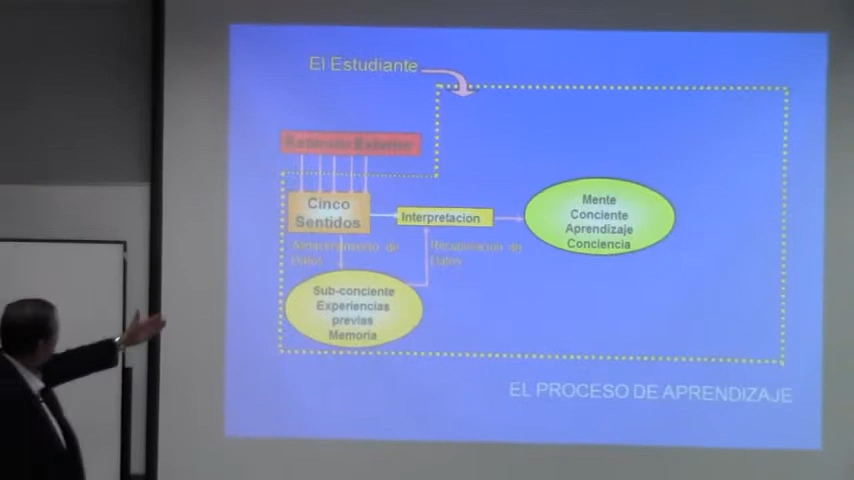 El Estudiante
Estimulo Exterior
Cinco
Sentidos
Interpretacion
Mente
Conciente
Aprendizaje
Conciencia
Almacenamiento de
Datos
Recuperacion de
Datos
Sub-conciente
Experiencias
previas
Memoria
EL PROCESO DE APRENDIZAJE